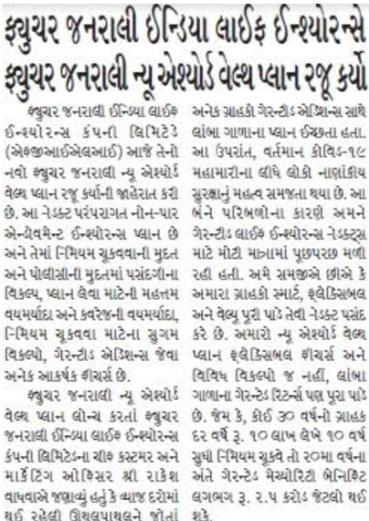 ફ્યુચર જનરાલી ઈન્ડિયા લાઈફ ઈન્શ્યોરન્સે
ફ્યુચર જનરાલી ન્યૂ એશ્યોર્ડ વેલ્થ પ્લાન રજૂ કર્યો
ફ્યુચર જનરાલી ઈન્ડિયા લાઈફ
ઈન્શ્યોરન્સ કંપની લિમિટેડે
(એફજીઆઈએલઆઈ) આજે તેનો
નવો ફ્યુચર જનરાલી ન્યૂ એશ્યોર્ડ
વેલ્થ પ્લાન રજૂ કર્યાની જાહેરાત કરી
છે. આ નેડક્ટ પરંપરાગત નોન-પાર
એન્ડોવમેન્ટ ઈન્શ્યોરન્સ પ્લાન છે
અને તેમાં નિમિયમ ચૂકવવાની મુદત
અને પોલીસીની મુદતમાં પસંદગીના
વિકલ્પ, પ્લાન લેવા માટેની મહત્તમ
વયમર્યાદા અને કવરેજની વયમર્યાદા,
નિમિયમ ચૂકવવા માટેના સુગમ
વિકલ્પો, ગેરન્ટીડ એડિશન્સ જેવા
અનેક આકર્ષક ફીચર્સ છે.
ફ્યુચર જનરાલી ન્યૂ એશ્યોર્ડ
વેલ્થ પ્લાન લોન્ચ કરતાં ફ્યુચર
જનરાલી ઈન્ડિયા લાઈફ ઈન્શ્યોરન્સ
કંપની લિમિટેડના ચીફ કસ્ટમર અને
માર્કેટિંગ ઓફિસર શ્રી રાકેશ
વાધવાએ જણાવ્યું હતું કે વ્યાજ દરોમાં
થઈ રહેલી ઊથલપાથલને જોતાં
અનેક ગ્રાહકો ગેરન્ટીડ એડિશન્સ સાથે
લાંબા ગાળાના પ્લાન ઈચ્છતા હતા.
આ ઉપરાંત, વર્તમાન કોવિડ-૧૯
મહામારીના લીધે લોકો નાણાંકીય
સુરક્ષાનું મહત્વ સમજતા થયા છે. આ
બંને પરિબળોના કારણે અમને
ગેરન્ટીડ લાઈફ ઈન્શ્યોરન્સ નેડક્ટ્સ
માટે મોટી માત્રામાં પૂછપરછ મળી
રહી હતી. અમે સમજીએ છીએ કે
અમારા ગ્રાહકો સ્માર્ટ, ફ્લેક્સિબલ
અને વેલ્યૂ પૂરી પાડે તેવી નેડક્ટ પસંદ
કરે છે. અમારો ન્યૂ એશ્યોર્ડ વેલ્થ
પ્લાન ફ્લેક્સિબલ ફીચર્સ અને
વિવિધ વિકલ્પો જ નહીં, લાંબા
ગાળાના ગેરન્ટેડ રિટર્ન્સ પણ પૂરા પાડે
છે. જેમ કે, કોઈ ૩૦ વર્ષનો ગ્રાહક
દર વર્ષે રૂ. ૧૦ લાખ લેખે ૧૦ વર્ષ
સુધી નિમિયમ ચૂકવે તો ૨૦મા વર્ષના
અંતે ગેરન્ટેડ મેચ્યોરિટી બેનિફિટ
લગભગ રૂ. ૨.૫ કરોડ જેટલો થઈ
શકે.